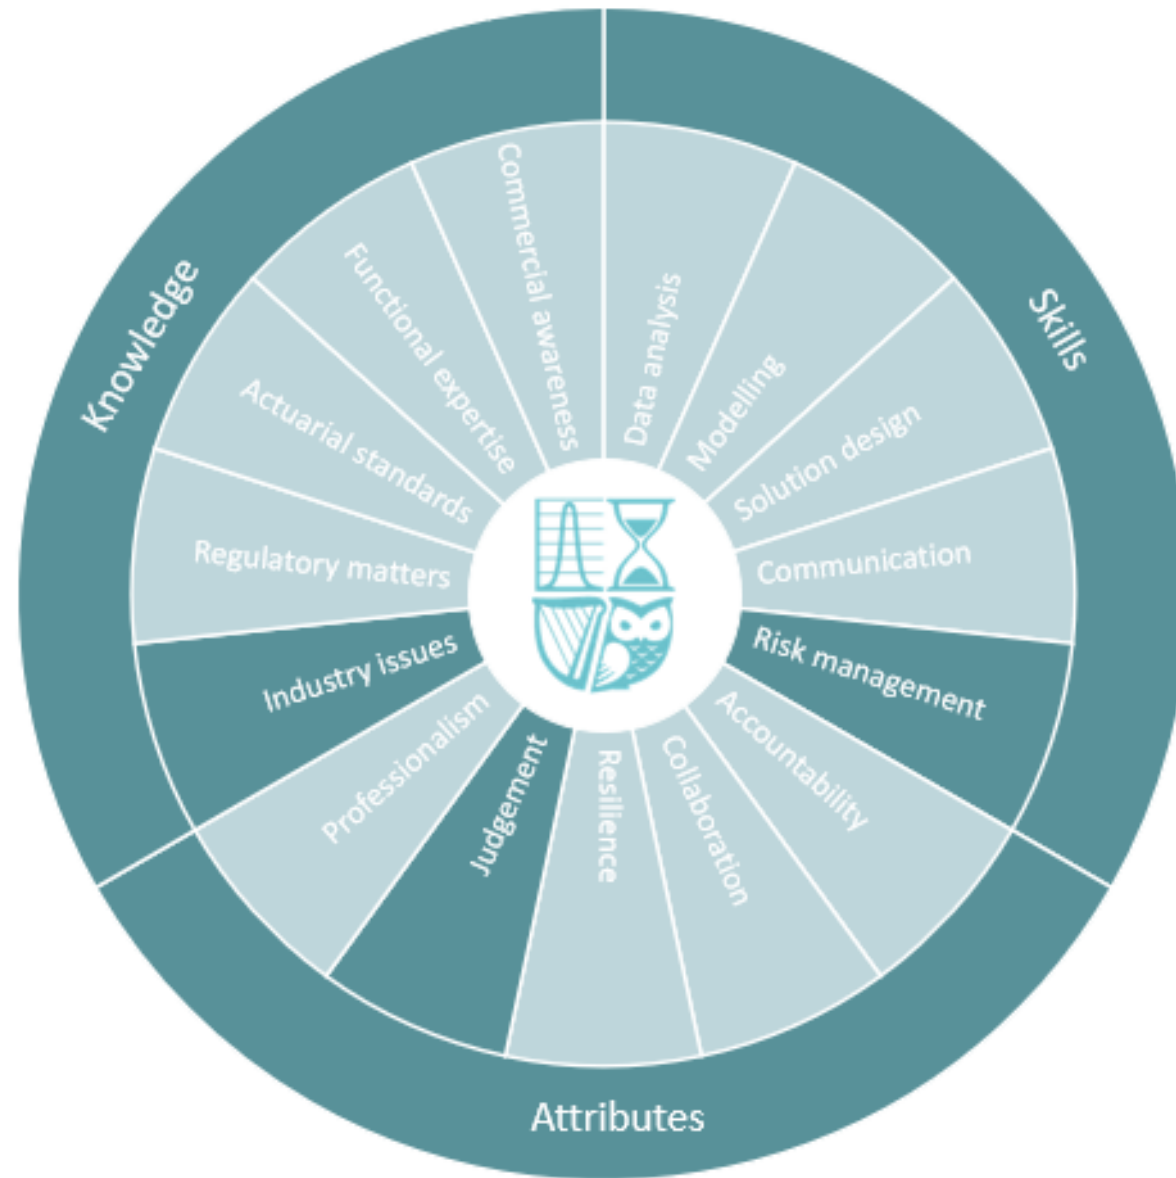 Knowledge
Skills
Attributes
Commercial awareness
Functional expertise
Actuarial standards
Regulatory matters
Industry issues
Data analysis
Modelling
Solution design
Communication
Risk management
Accountability
Collaboration
Resilience
Judgement
Professionalism